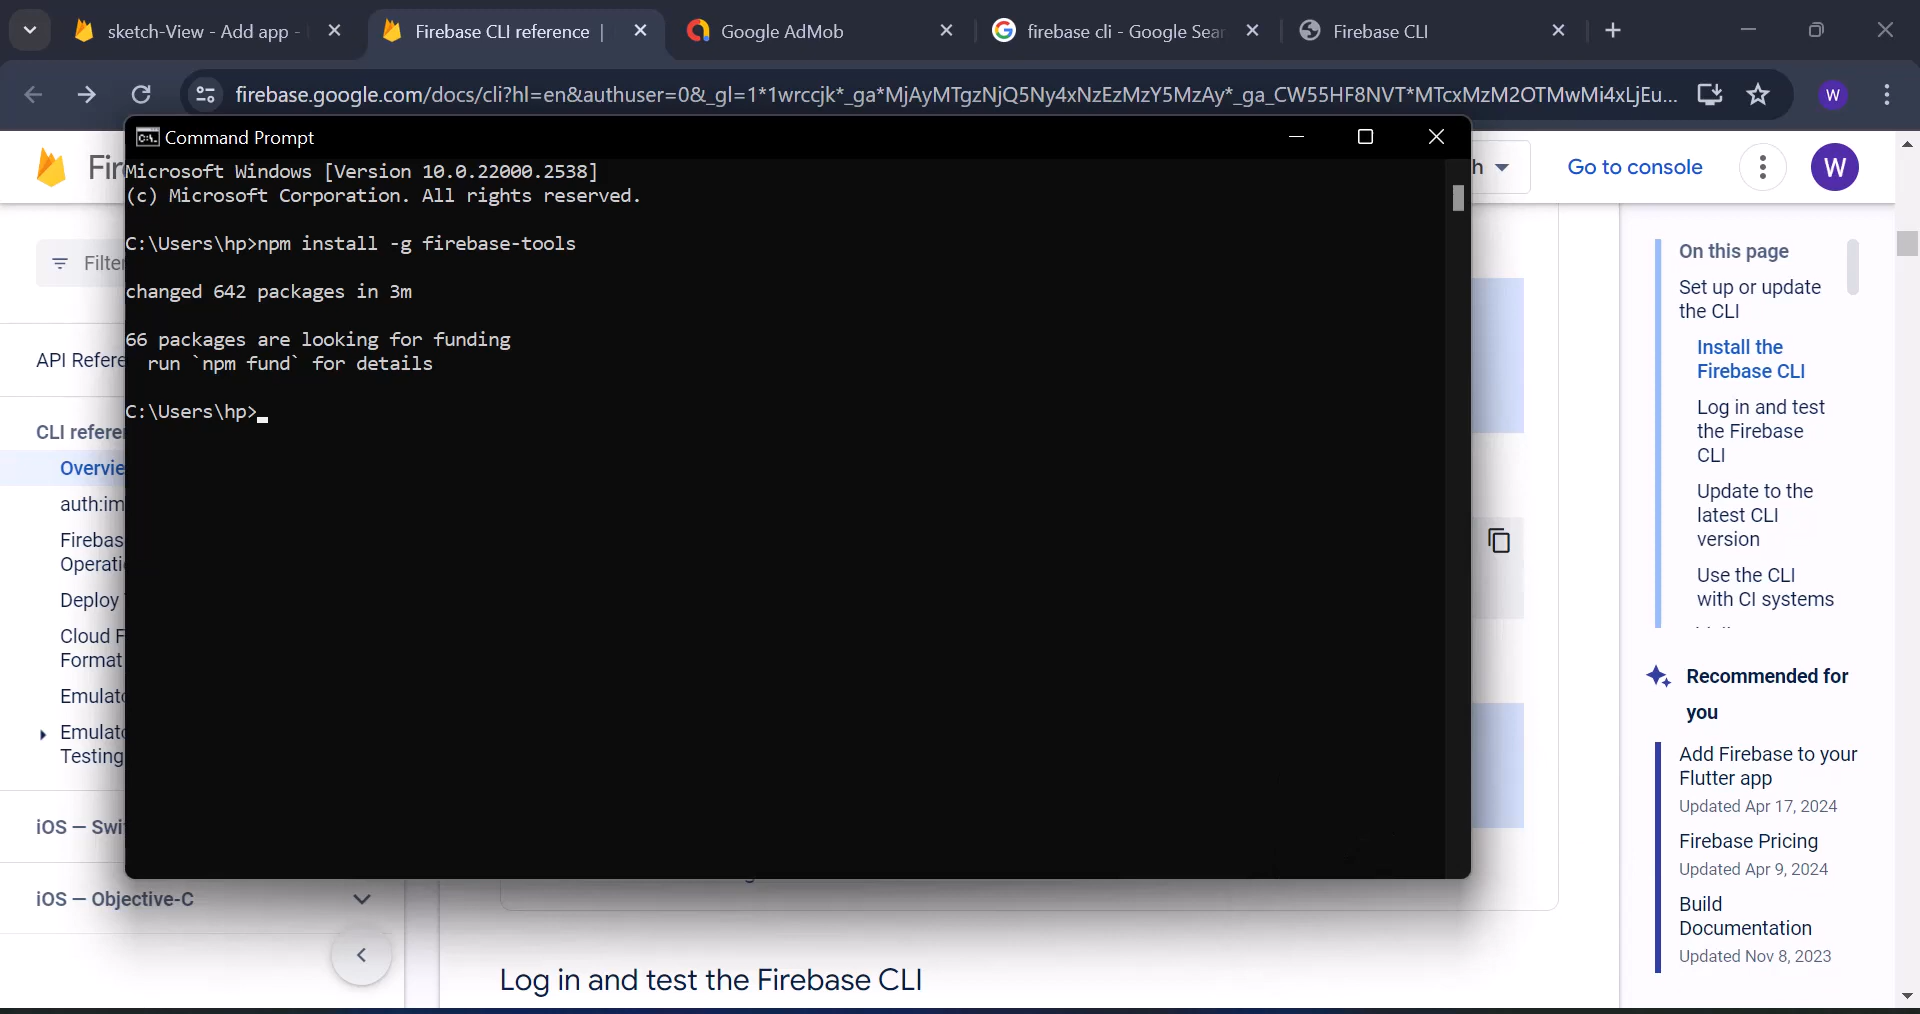 sketch-View - Add app -
Firebase CLI reference |
Google AdMob
firebase cli - Google Sear
Firebase CLI
firebase.google.com/docs/cli?hl=en&authuser=0&_gl=1*1wrccjk*_ga*MjAyMTgzNjQ5Ny4xNzEzMzY5MzAy*_ga_CW55HF8NVT*MTcxMzM2OTMwMi4xLjEu...
W
Fir
h
Go to console
W
Command Prompt
Microsoft Windows [Version 10.0.22000.2538]
(c) Microsoft Corporation. All rights reserved.
C:\Users\hp>npm install -g firebase-tools
changed 642 packages in 3m
66 packages are looking for funding
run `npm fund` for details
C:\Users\hp>
Filter
API Refere
CLI refere
Overvie
auth:im
Firebas
Operati
Deploy
Cloud F
Format
Emulato
Emulato
Testing
iOS — Swi
iOS — Objective-C
Log in and test the Firebase CLI
On this page
Set up or update
the CLI
Install the
Firebase CLI
Log in and test
the Firebase
CLI
Update to the
latest CLI
version
Use the CLI
with CI systems
Recommended for
you
Add Firebase to your
Flutter app
Updated Apr 17, 2024
Firebase Pricing
Updated Apr 9, 2024
Build
Documentation
Updated Nov 8, 2023